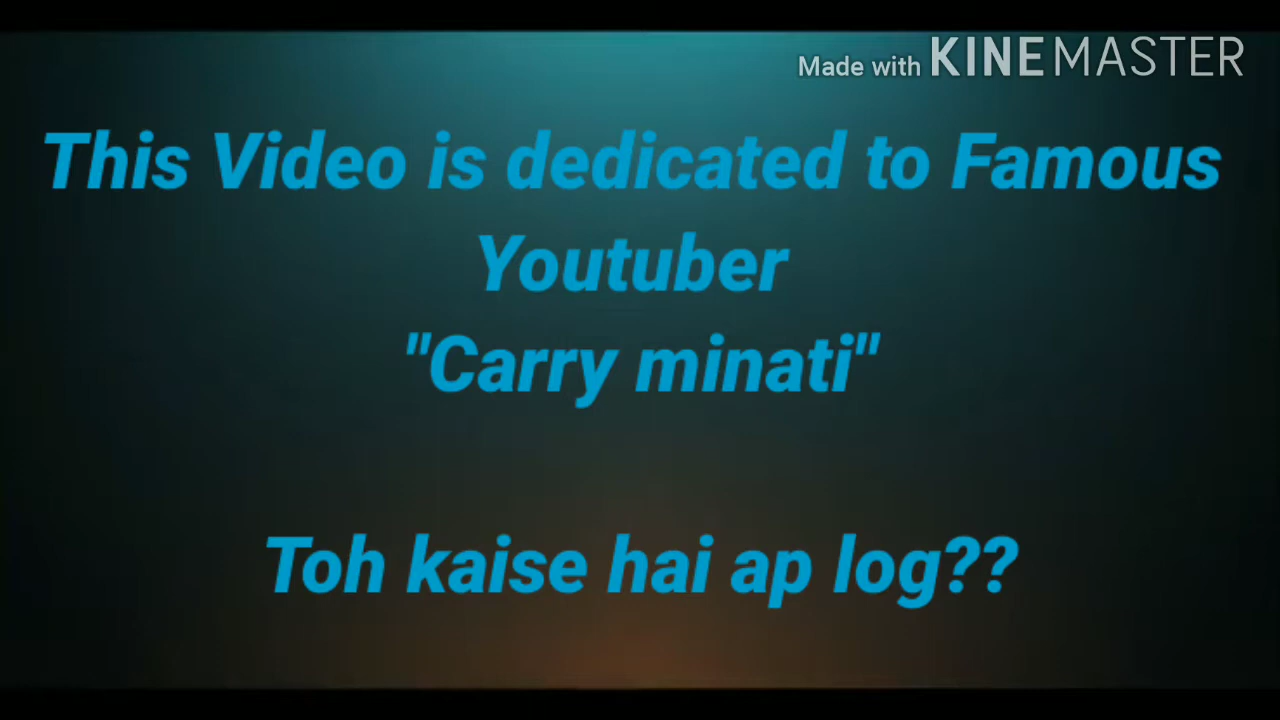 Made with KINEMASTER
This Video is dedicated to Famous
Youtuber
"Carry minati"
Toh kaise hai ap log??